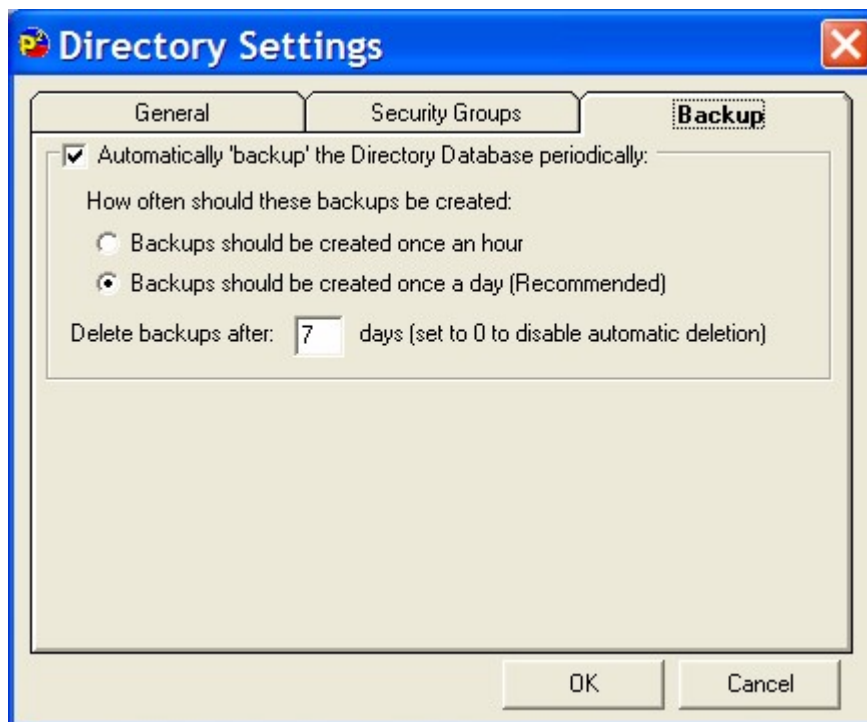 P2 Directory Settings
General Security Groups Backup
Automatically 'backup' the Directory Database periodically:
How often should these backups be created:
Backups should be created once an hour
Backups should be created once a day (Recommended)
Delete backups after: 7 days (set to 0 to disable automatic deletion)
OK Cancel